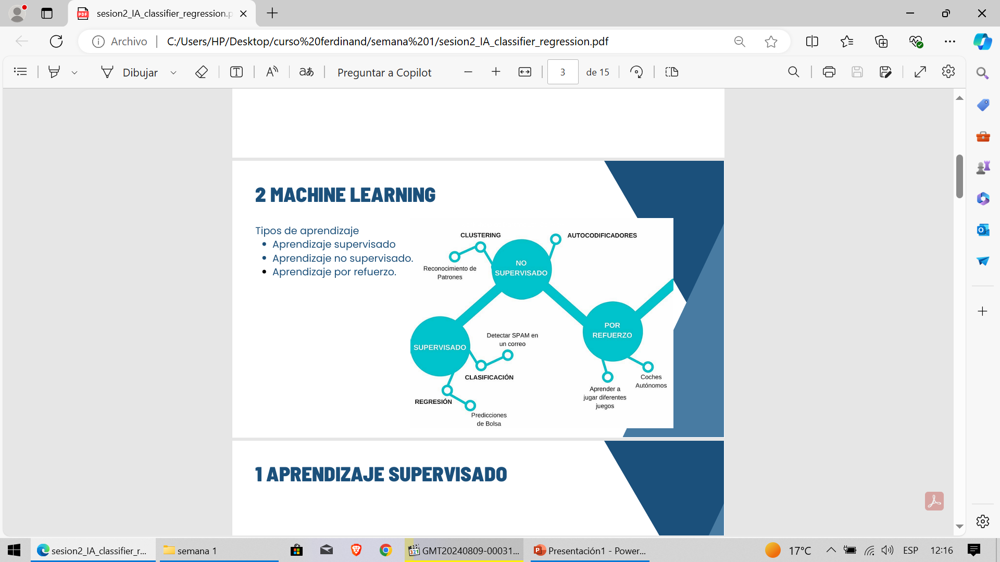 sesion2_IA_classifier_regression.p
Archivo
C:/Users/HP/Desktop/curso%20ferdinand/semana%201/sesion2_IA_classifier_regression.pdf
Dibujar
Preguntar a Copilot
3
de 15
2 MACHINE LEARNING
Tipos de aprendizaje
• Aprendizaje supervisado
• Aprendizaje no supervisado.
• Aprendizaje por refuerzo.
CLUSTERING
AUTOCODIFICADORES
Reconocimiento de
Patrones
NO
SUPERVISADO
POR
REFUERZO
Detectar SPAM en
un correo
SUPERVISADO
CLASIFICACIÓN
Coches
Autónomos
Aprender a
jugar diferentes
juegos
REGRESIÓN
Predicciones
de Bolsa
1 APRENDIZAJE SUPERVISADO
sesion2_IA_classifier_r...
semana 1
GMT20240809-00031...
Presentación1 - Power...
17°C
ESP
12:16